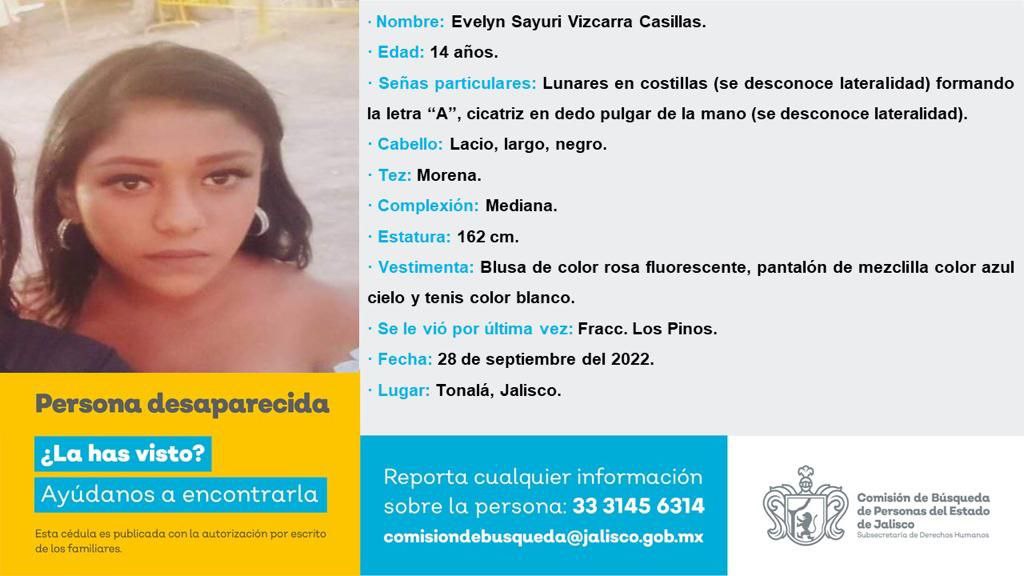 · Nombre: Evelyn Sayuri Vizcarra Casillas.
· Edad: 14 años.
· Señas particulares: Lunares en costillas (se desconoce lateralidad) formando
la letra “A”, cicatriz en dedo pulgar de la mano (se desconoce lateralidad).
· Cabello: Lacio, largo, negro.
· Tez: Morena.
· Complexión: Mediana.
· Estatura: 162 cm.
· Vestimenta: Blusa de color rosa fluorescente, pantalón de mezclilla color azul
cielo y tenis color blanco.
· Se le vió por última vez: Fracc. Los Pinos.
· Fecha: 28 de septiembre del 2022.
· Lugar: Tonalá, Jalisco.
Persona desaparecida
¿La has visto?
Ayúdanos a encontrarla
Esta cédula es publicada con la autorización por escrito
de los familiares.
Reporta cualquier información
sobre la persona: 33 3145 6314
comisiondebusqueda@jalisco.gob.mx
Comisión de Búsqueda
de Personas del Estado
de Jalisco
Subsecretaría de Derechos Humanos